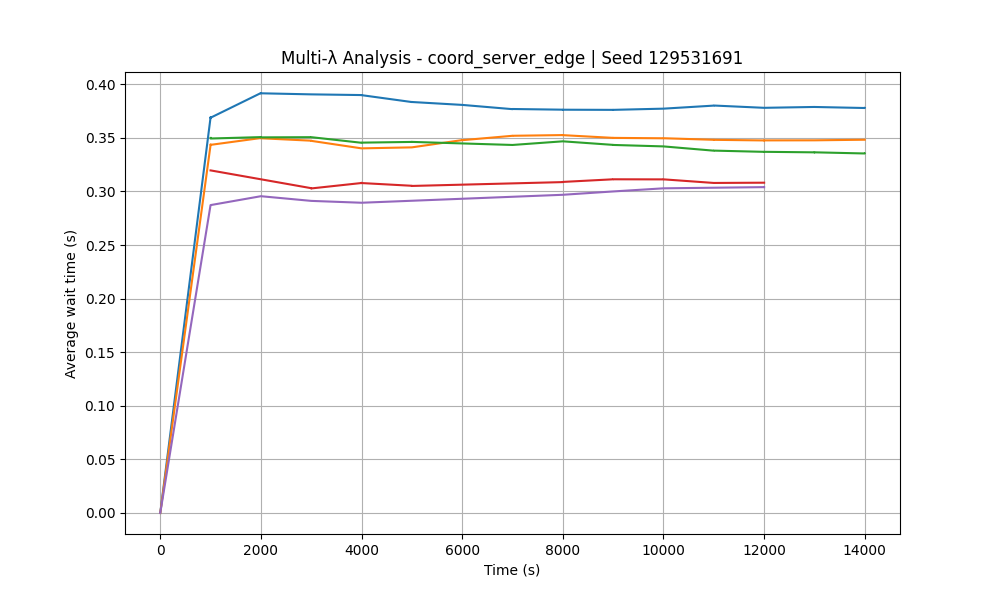 Multi-λ Analysis - coord_server_edge | Seed 129531691
Average wait time (s)
0.40
0.35
0.30
0.25
0.20
0.15
0.10
0.05
0.00
0 2000 4000 6000 8000 10000 12000 14000
Time (s)